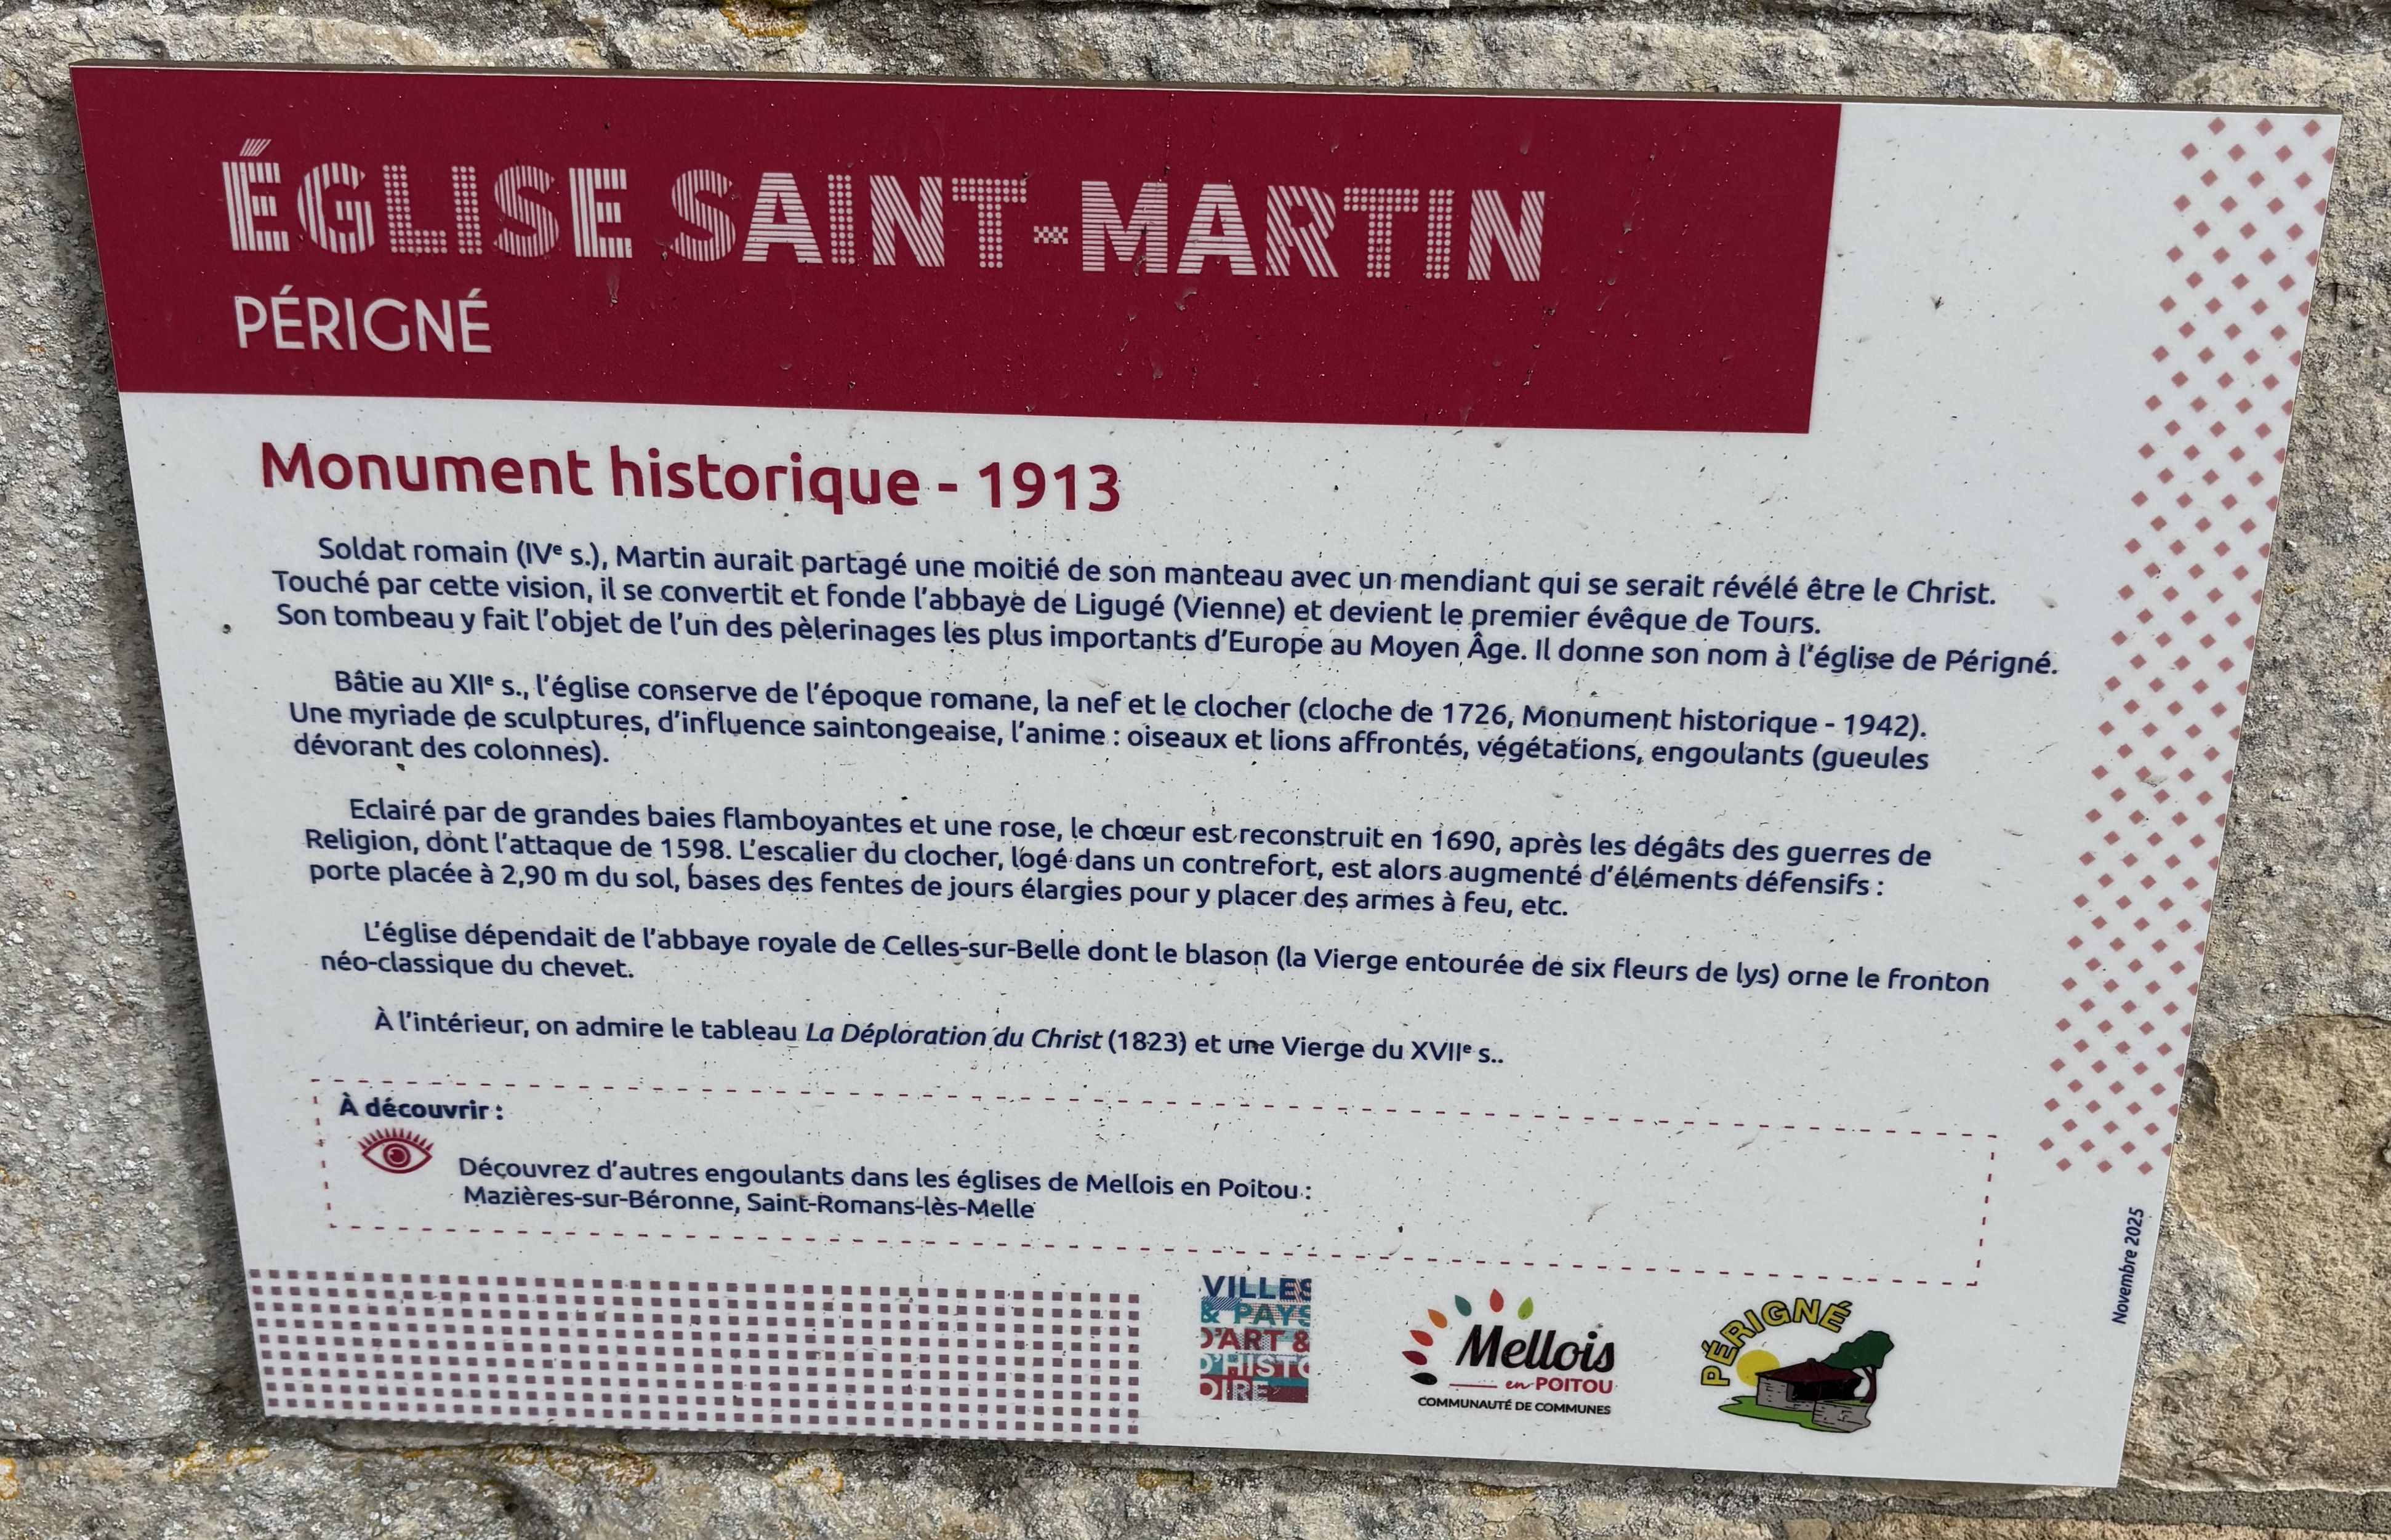 ÉGLISE SAINT-MARTIN
PÉRIGNÉ
Monument historique - 1913
Soldat romain (IVe s.), Martin aurait partagé une moitié de son manteau avec un mendiant qui se serait révélé être le Christ.
Touché par cette vision, il se convertit et fonde l'abbaye de Ligugé (Vienne) et devient le premier évêque de Tours.
Son tombeau y fait l'objet de l'un des pèlerinages les plus importants d'Europe au Moyen Âge. Il donne son nom à l'église de Périgné.
Bâtie au XIIe s., l'église conserve de l'époque romane, la nef et le clocher (cloche de 1726, Monument historique - 1942).
Une myriade de sculptures, d'influence saintongeaise, l'anime : oiseaux et lions affrontés, végétations, engoulants (gueules
dévorant des colonnes).
Eclairé par de grandes baies flamboyantes et une rose, le chœur est reconstruit en 1690, après les dégâts des guerres de
Religion, dont l'attaque de 1598. L'escalier du clocher, logé dans un contrefort, est alors augmenté d'éléments défensifs :
porte placée à 2,90 m du sol, bases des fentes de jours élargies pour y placer des armes à feu, etc.
L'église dépendait de l'abbaye royale de Celles-sur-Belle dont le blason (la Vierge entourée de six fleurs de lys) orne le fronton
néo-classique du chevet.
À l'intérieur, on admire le tableau La Déploration du Christ (1823) et une Vierge du XVIIe s..
À découvrir :
Découvrez d'autres engoulants dans les églises de Mellois en Poitou :
Mazières-sur-Béronne, Saint-Romans-lès-Melle
Novembre 2025
VILLES
& PAYS
D'ART &
D'HISTO
OIRE
Mellois
en POITOU
COMMUNAUTÉ DE COMMUNES
PÉRIGNÉ